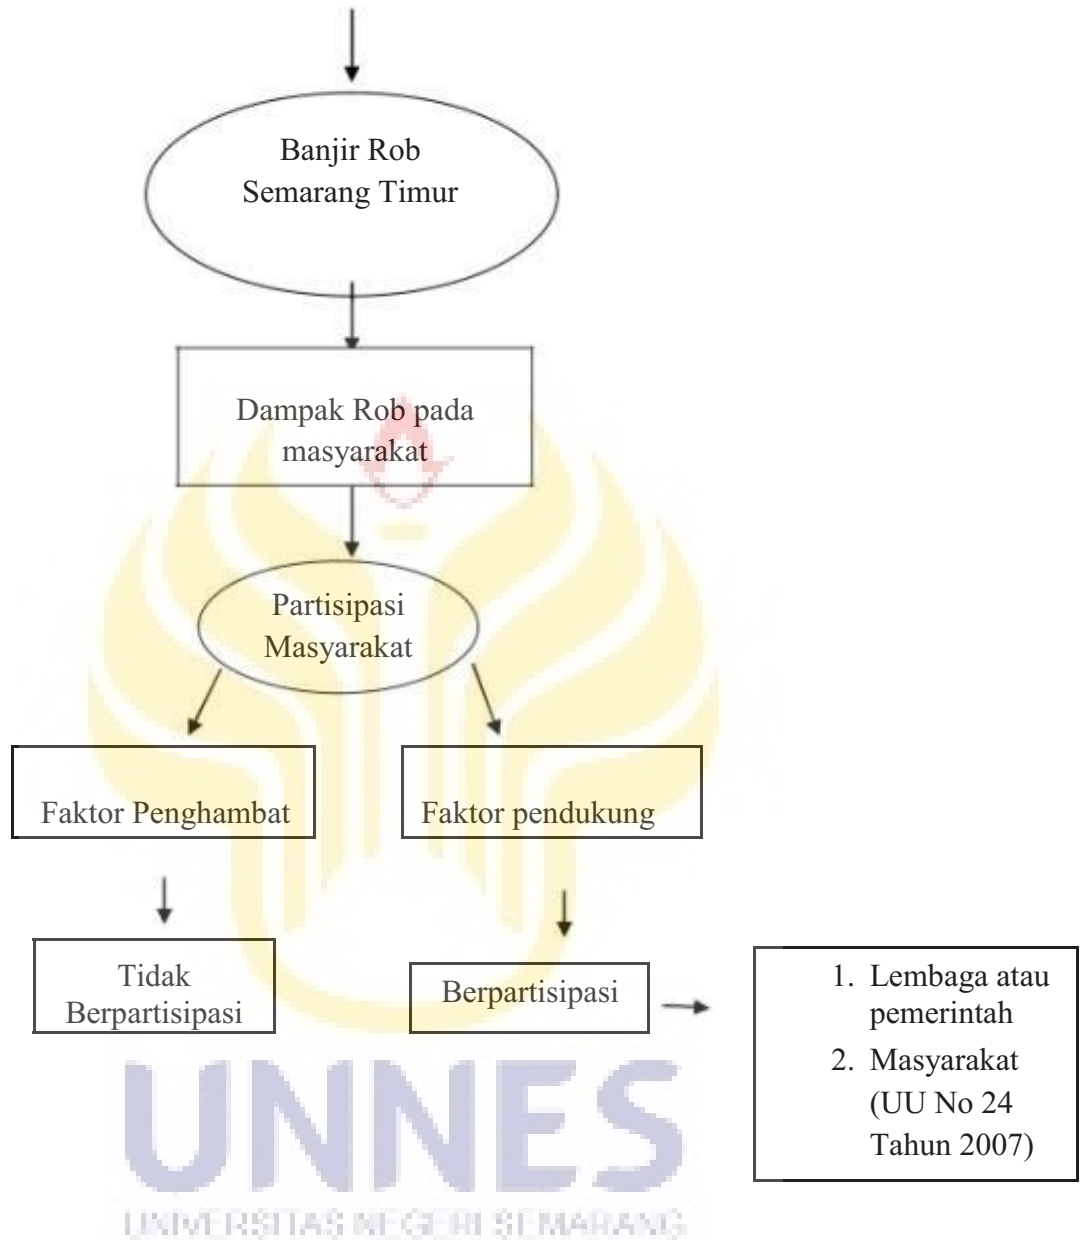 Banjir Rob
Semarang Timur
Dampak Rob pada
masyarakat
Partisipasi
Masyarakat
Faktor Penghambat
Faktor pendukung
Tidak
Berpartisipasi
Berpartisipasi
1. Lembaga atau
pemerintah
2. Masyarakat
(UU No 24
Tahun 2007)
UNNES
UNIVERSITAS NEGERI SEMARANG